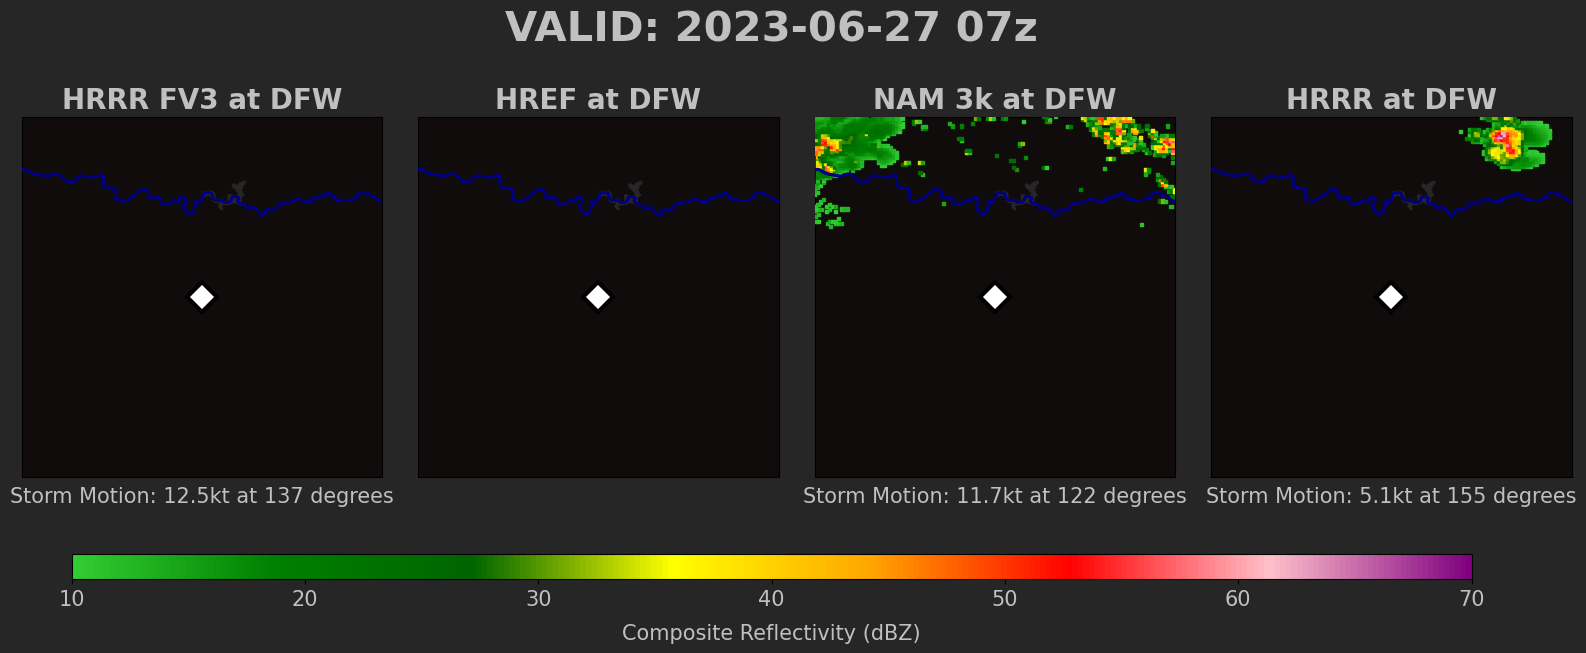 VALID: 2023-06-27 07z
HRRR FV3 at DFW
HREF at DFW
NAM 3k at DFW
HRRR at DFW
Storm Motion: 12.5kt at 137 degrees
Storm Motion: 11.7kt at 122 degrees
Storm Motion: 5.1kt at 155 degrees
10 20 30 40 50 60 70
Composite Reflectivity (dBZ)